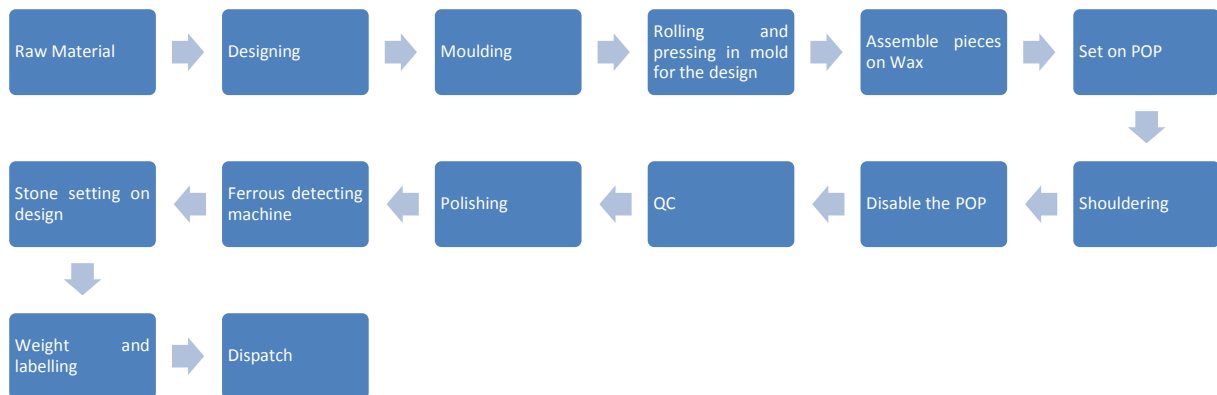 Raw Material
Designing
Moulding
Rolling and
pressing in mold
for the design
Assemble pieces
on Wax
Set on POP
Shouldering
Disable the POP
QC
Polishing
Ferrous detecting
machine
Stone setting on
design
Weight and
labelling
Dispatch